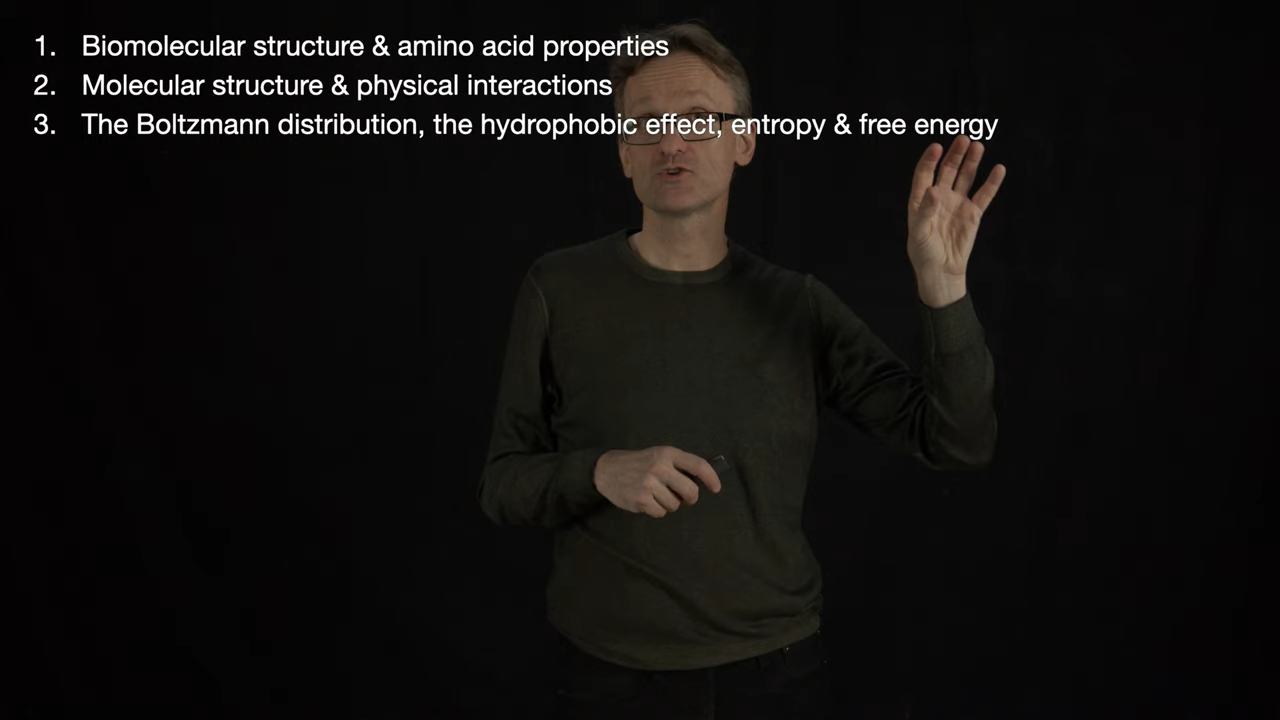 1. Biomolecular structure & amino acid properties
2. Molecular structure & physical interactions
3. The Boltzmann distribution, the hydrophobic effect, entropy & free energy